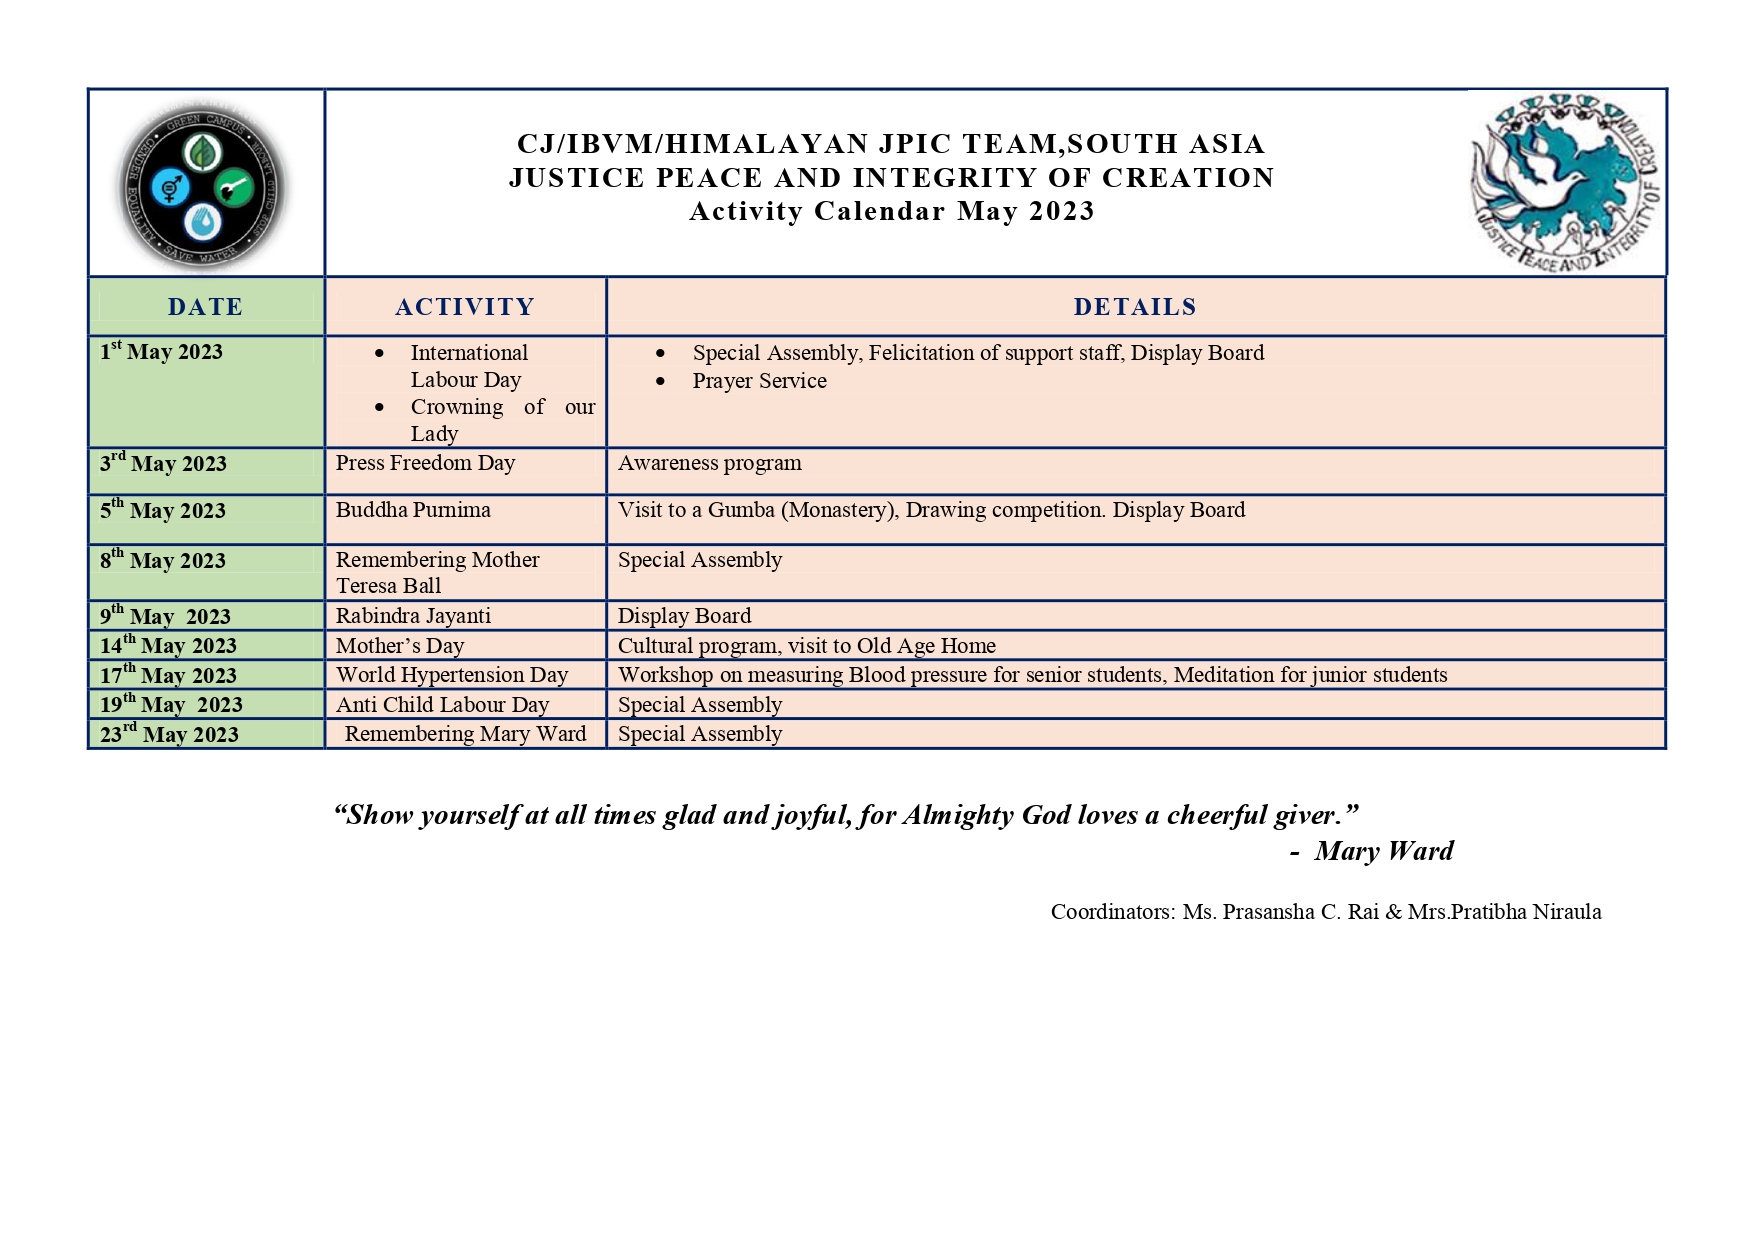 GREEN CAMPUS
GENDER EQUALITY
SAVE WATER
STOP CHILD LABOUR
CJ/IBVM/HIMALAYAN JPIC TEAM,SOUTH ASIA
JUSTICE PEACE AND INTEGRITY OF CREATION
Activity Calendar May 2023
JUSTICE PEACE AND INTEGRITY OF CREATION
DATE ACTIVITY DETAILS
1st May 2023
• International
Labour Day
• Crowning of our
Lady
• Special Assembly, Felicitation of support staff, Display Board
• Prayer Service
3rd May 2023 Press Freedom Day Awareness program
5th May 2023 Buddha Purnima Visit to a Gumba (Monastery), Drawing competition. Display Board
8th May 2023 Remembering Mother
Teresa Ball
Special Assembly
9th May  2023 Rabindra Jayanti Display Board
14th May 2023 Mother’s Day Cultural program, visit to Old Age Home
17th May 2023 World Hypertension Day Workshop on measuring Blood pressure for senior students, Meditation for junior students
19th May  2023 Anti Child Labour Day Special Assembly
23rd May 2023 Remembering Mary Ward Special Assembly
“Show yourself at all times glad and joyful, for Almighty God loves a cheerful giver.”
- Mary Ward
Coordinators: Ms. Prasansha C. Rai & Mrs.Pratibha Niraula